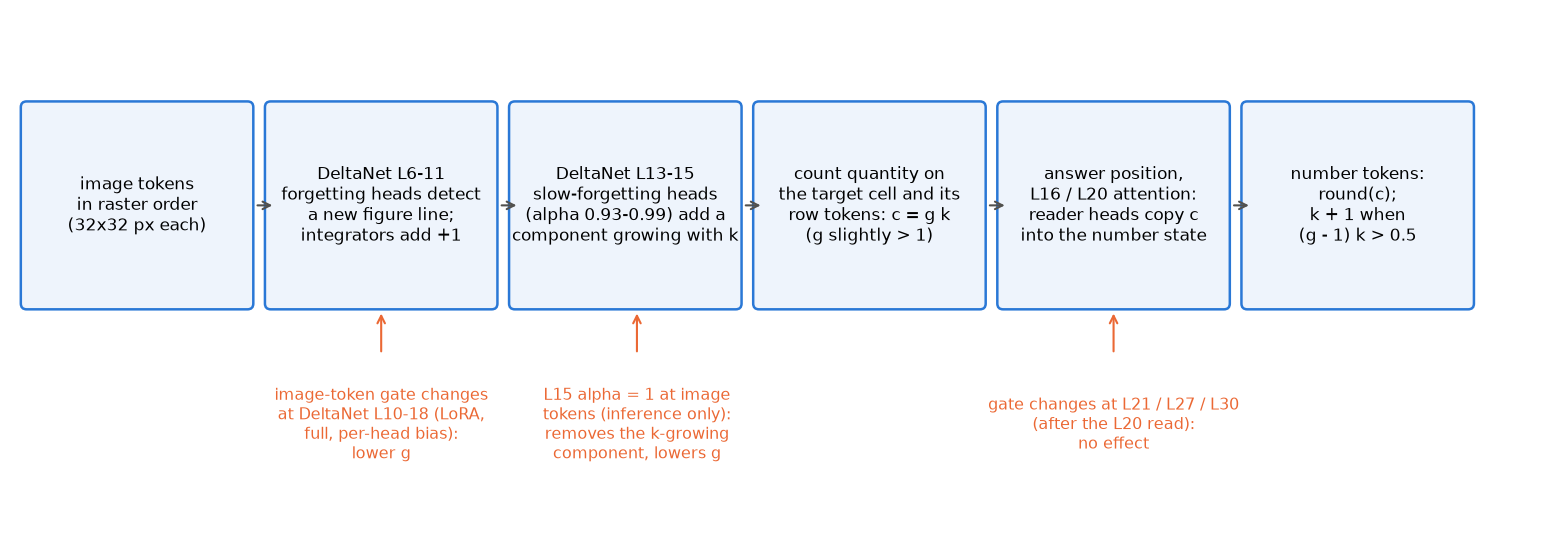 image tokens
in raster order
(32x32 px each)
DeltaNet L6-11
forgetting heads detect
a new figure line;
integrators add +1
DeltaNet L13-15
slow-forgetting heads
(alpha 0.93-0.99) add a
component growing with k
count quantity on
the target cell and its
row tokens: c = g k
(g slightly > 1)
answer position,
L16 / L20 attention:
reader heads copy c
into the number state
number tokens:
round(c);
k + 1 when
(g - 1) k > 0.5
image-token gate changes
at DeltaNet L10-18 (LoRA,
full, per-head bias):
lower g
L15 alpha = 1 at image
tokens (inference only):
removes the k-growing
component, lowers g
gate changes at L21 / L27 / L30
(after the L20 read):
no effect